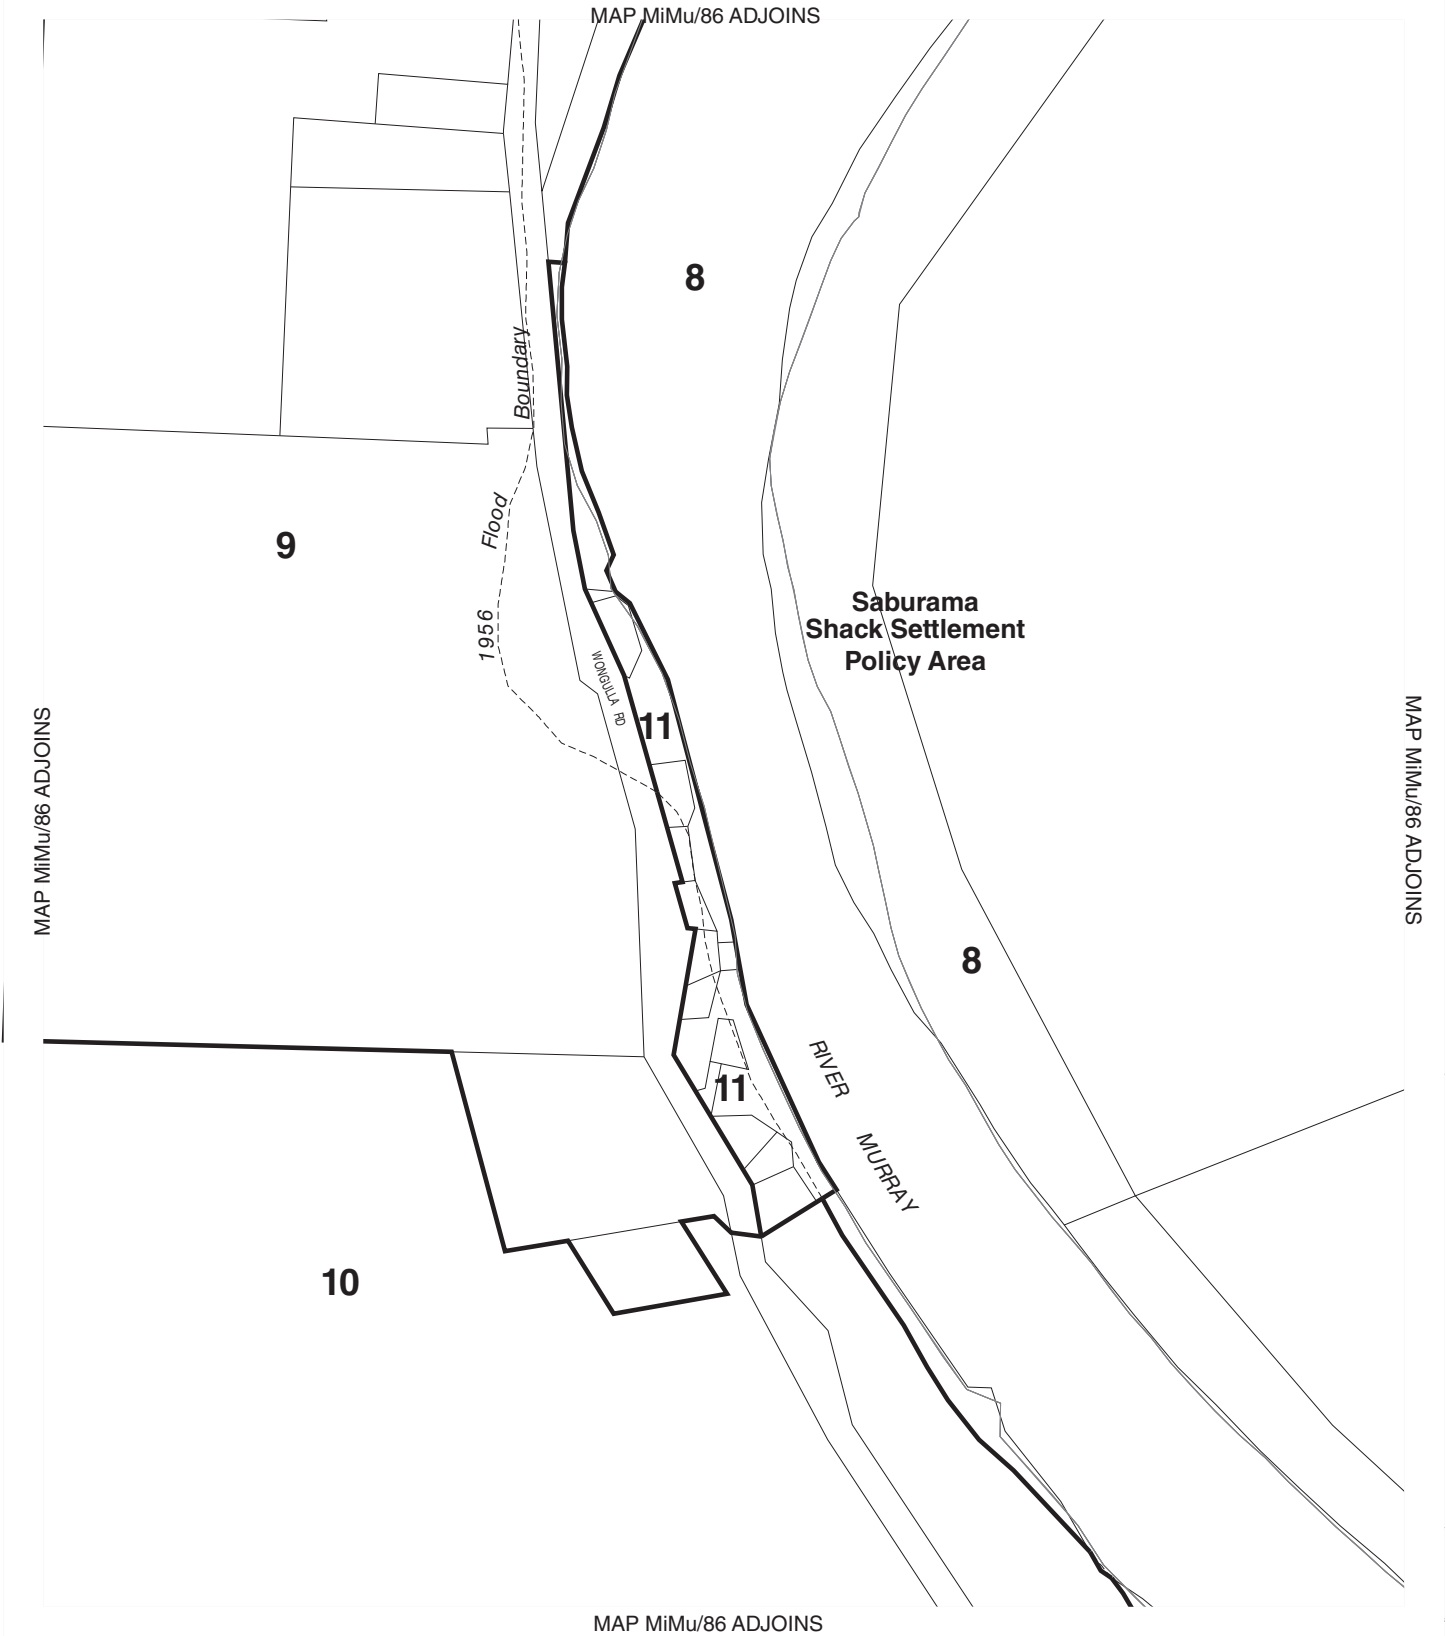 MAP MiMu/86 ADJOINS
8
Boundary
Flood
1956
9
Saburama
Shack Settlement
Policy Area
WONGULLA RD
11
MAP MiMu/86 ADJOINS
MAP MiMu/86 ADJOINS
8
RIVER
MURRAY
11
10
MAP MiMu/86 ADJOINS